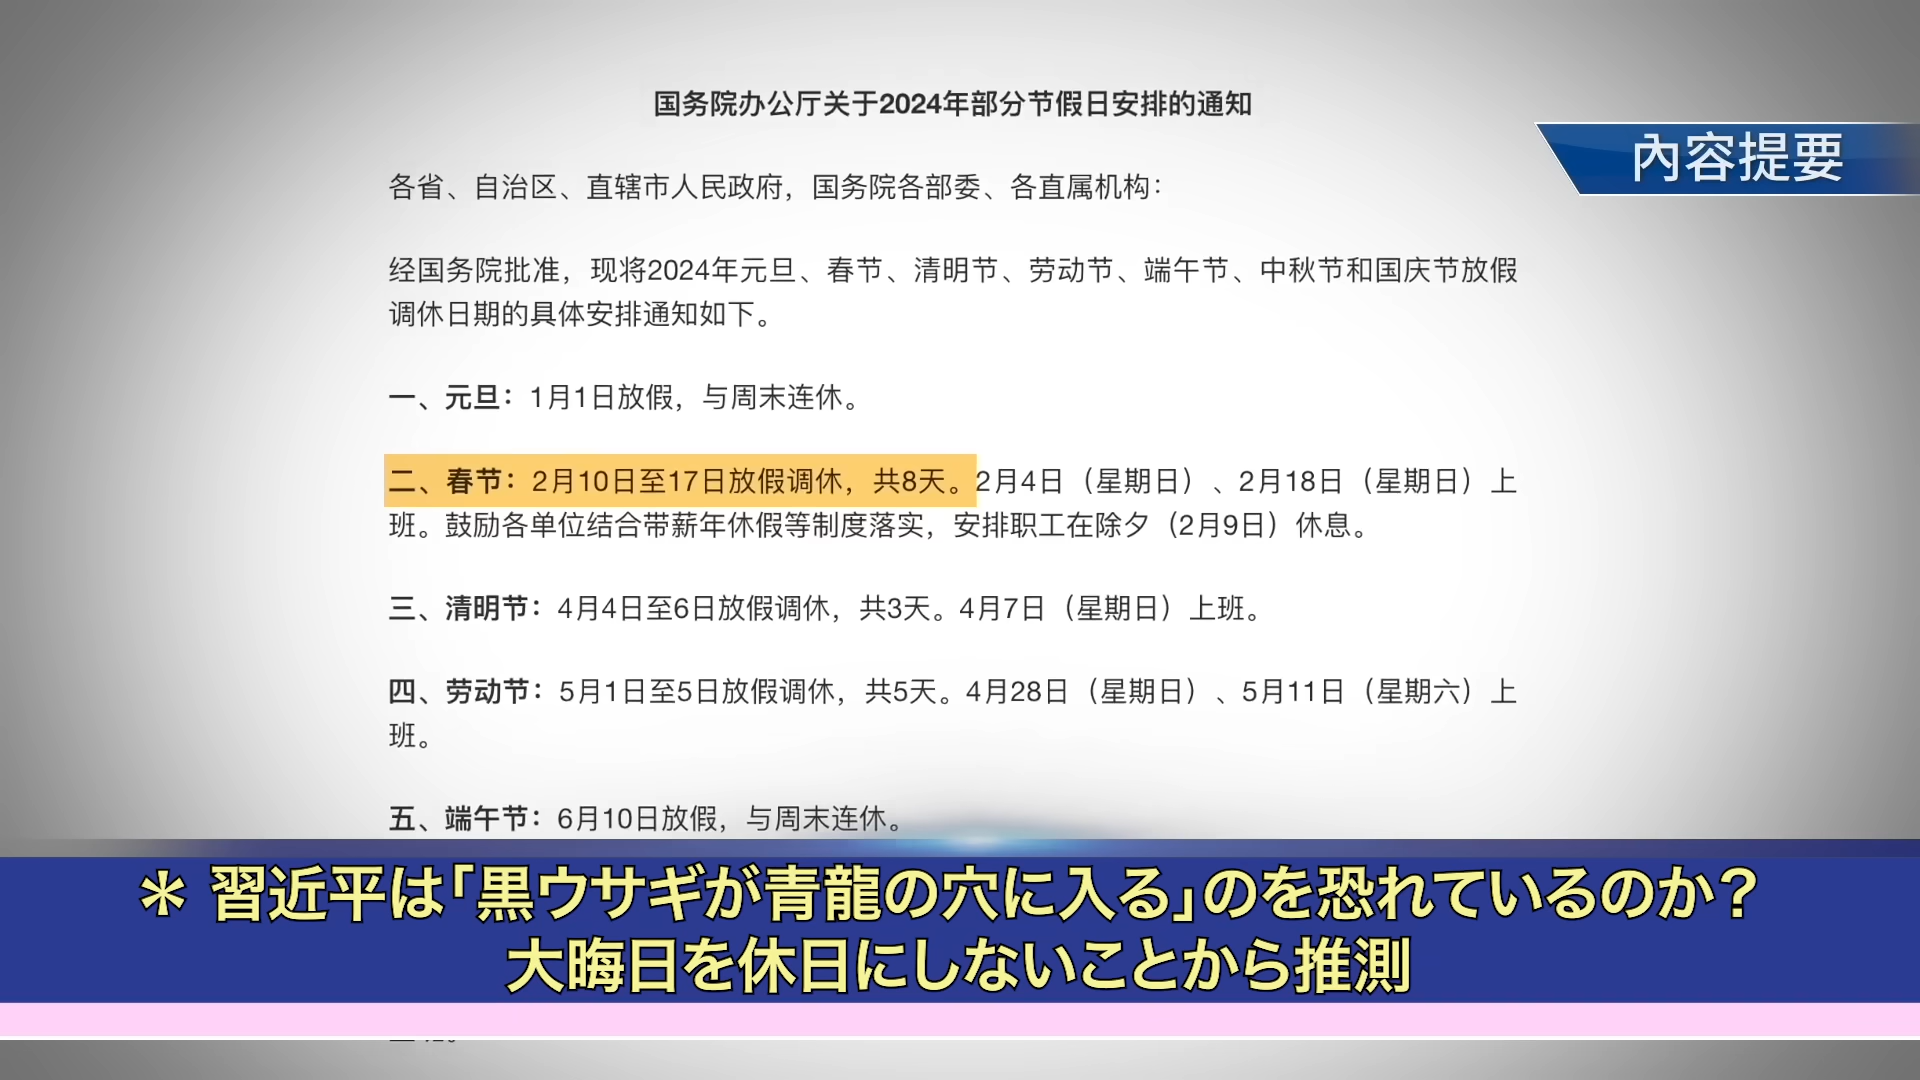 国务院办公厅关于2024年部分节假日安排的通知
內容提要
各省、自治区、直辖市人民政府，国务院各部委、各直属机构：
经国务院批准，现将2024年元旦、春节、清明节、劳动节、端午节、中秋节和国庆节放假
调休日期的具体安排通知如下。
一、元旦：1月1日放假，与周末连休。
二、春节：2月10日至17日放假调休，共8天。2月4日（星期日）、2月18日（星期日）上
班。鼓励各单位结合带薪年休假等制度落实，安排职工在除夕（2月9日）休息。
三、清明节：4月4日至6日放假调休，共3天。4月7日（星期日）上班。
四、劳动节：5月1日至5日放假调休，共5天。4月28日（星期日）、5月11日（星期六）上
班。
五、端午节：6月10日放假，与周末连休。
＊ 習近平は「黒ウサギが青龍の穴に入る」のを恐れているのか？
大晦日を休日にしないことから推測